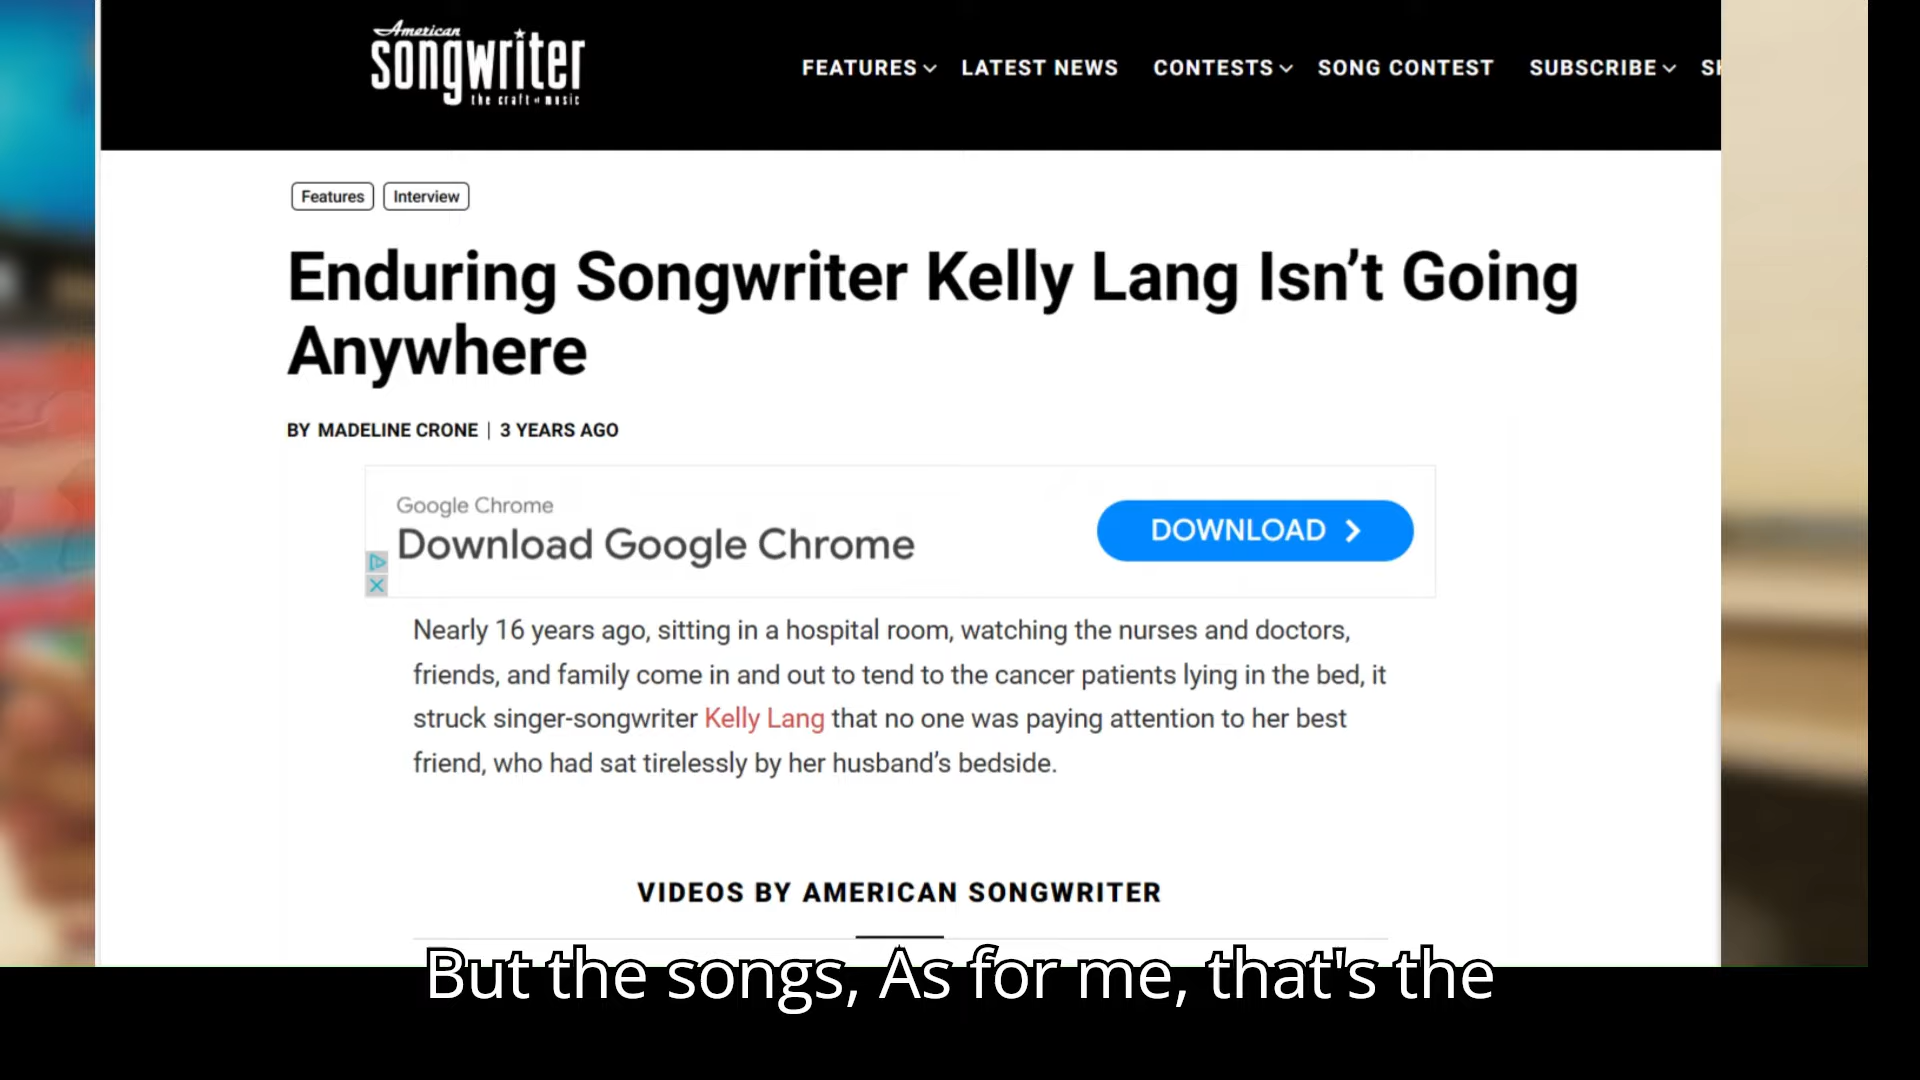 American
songwriter
the craft of music
FEATURES LATEST NEWS CONTESTS SONG CONTEST SUBSCRIBE
Features Interview
Enduring Songwriter Kelly Lang Isn’t Going
Anywhere
BY MADELINE CRONE | 3 YEARS AGO
Google Chrome
Download Google Chrome
DOWNLOAD
Nearly 16 years ago, sitting in a hospital room, watching the nurses and doctors,
friends, and family come in and out to tend to the cancer patients lying in the bed, it
struck singer-songwriter Kelly Lang that no one was paying attention to her best
friend, who had sat tirelessly by her husband’s bedside.
VIDEOS BY AMERICAN SONGWRITER
But the songs, As for me, that's the